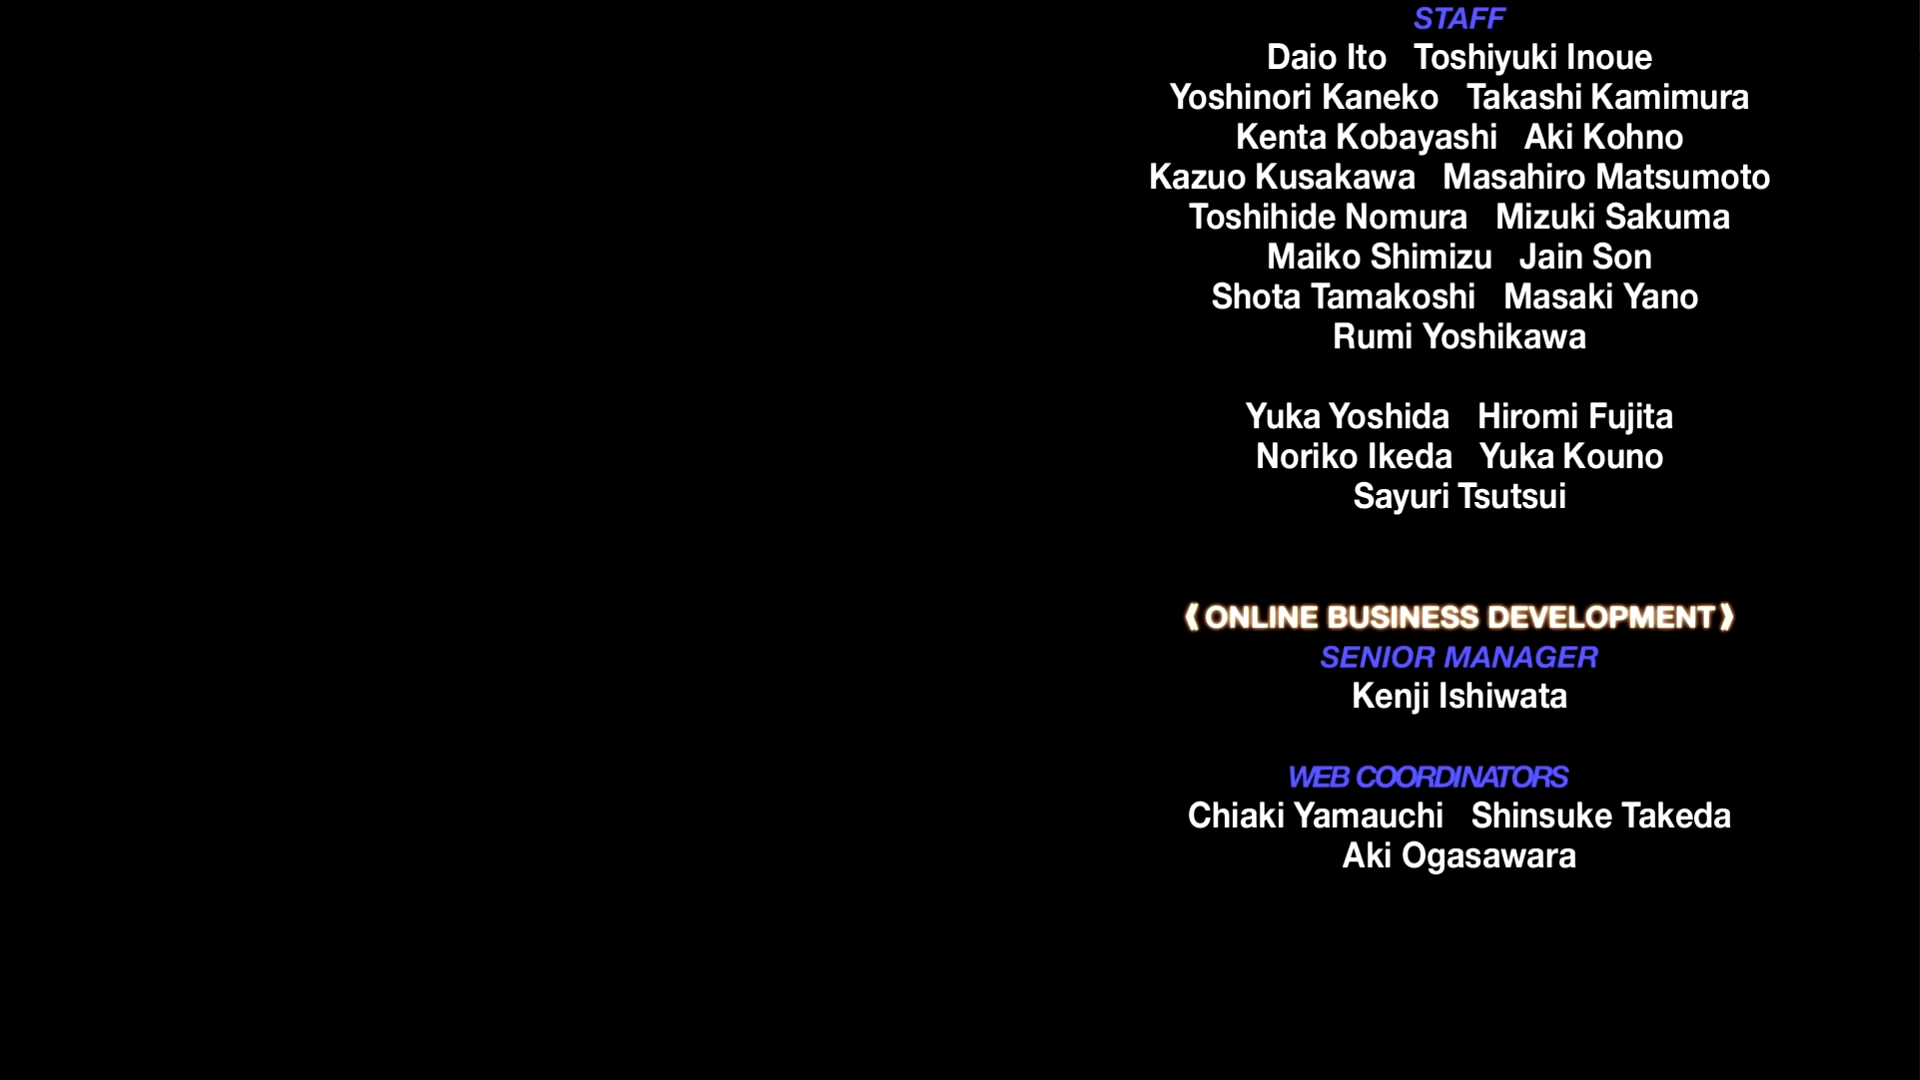 STAFF
Daio Ito   Toshiyuki Inoue
Yoshinori Kaneko   Takashi Kamimura
Kenta Kobayashi   Aki Kohno
Kazuo Kusakawa   Masahiro Matsumoto
Toshihide Nomura   Mizuki Sakuma
Maiko Shimizu   Jain Son
Shota Tamakoshi   Masaki Yano
Rumi Yoshikawa
Yuka Yoshida   Hiromi Fujita
Noriko Ikeda   Yuka Kouno
Sayuri Tsutsui
《ONLINE BUSINESS DEVELOPMENT》
SENIOR MANAGER
Kenji Ishiwata
WEB COORDINATORS
Chiaki Yamauchi   Shinsuke Takeda
Aki Ogasawara